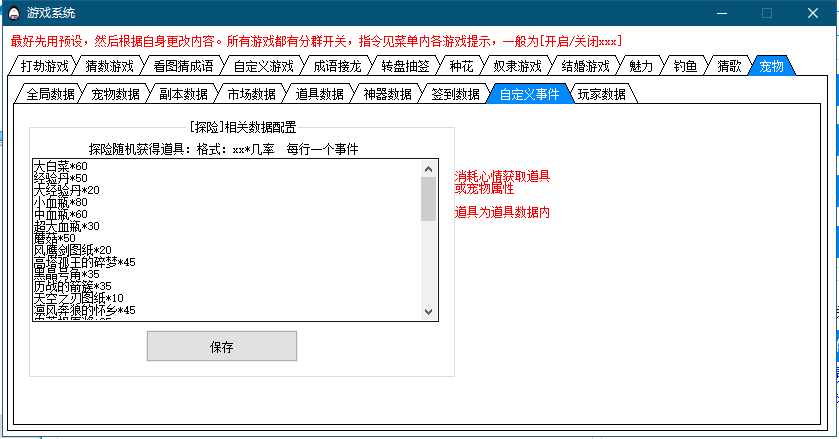 游戏系统
最好先用预设，然后根据自身更改内容。所有游戏都有分群开关，指令见菜单内各游戏提示，一般为[开启/关闭xxx]
打劫游戏 猜数游戏 看图猜成语 自定义游戏 成语接龙 转盘抽签 种花 奴隶游戏 结婚游戏 魅力 钓鱼 猜歌 宠物
全局数据 宠物数据 副本数据 市场数据 道具数据 神器数据 签到数据 自定义事件 玩家数据
[探险]相关数据配置
探险随机获得道具：格式：xx*几率 每行一个事件
大白菜*60
经验丹*50
大经验丹*20
小血瓶*80
中血瓶*60
超大血瓶*30
蘑菇*50
风鹰剑图纸*20
高塔孤王的碎梦*45
黑晶号角*35
历战的箭簇*35
天空之刃图纸*10
凛风奔狼的怀乡*45
消耗心情获取道具
或宠物属性
道具为道具数据内
保存